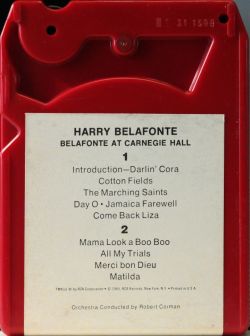 HARRY BELAFONTE
BELAFONTE AT CARNEGIE HALL
1
Introduction—Darlin' Cora
Cotton Fields
The Marching Saints
Day O • Jamaica Farewell
Come Back Liza
2
Mama Look a Boo Boo
All My Trials
Merci bon Dieu
Matilda
Orchestra Conducted by Robert Corman